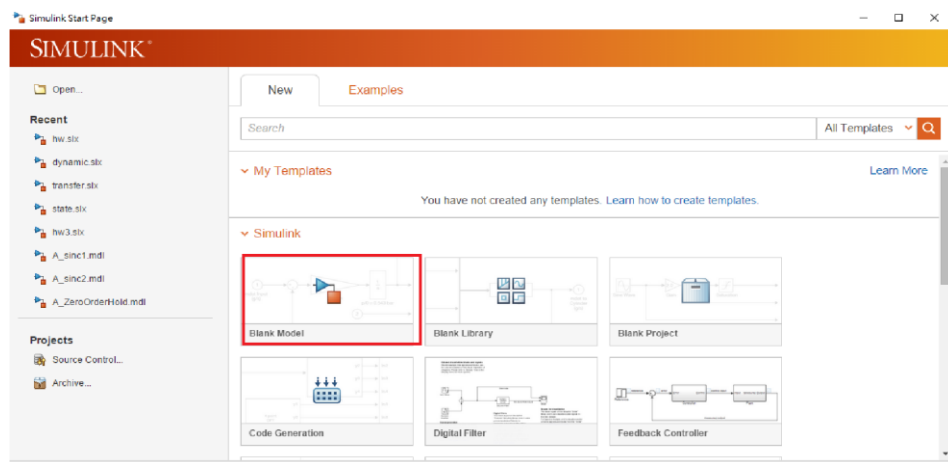 Simulink Start Page
SIMULINK®
Open...
Recent
hw.slx
dynamic.slx
transfer.slx
state.slx
hw3.slx
A_sinc1.mdl
A_sinc2.mdl
A_ZeroOrderHold.mdl
Projects
Source Control...
Archive...
New Examples
Search All Templates
My Templates Learn More
You have not created any templates. Learn how to create templates.
Simulink
Blank Model Blank Library Blank Project
Code Generation Digital Filter Feedback Controller